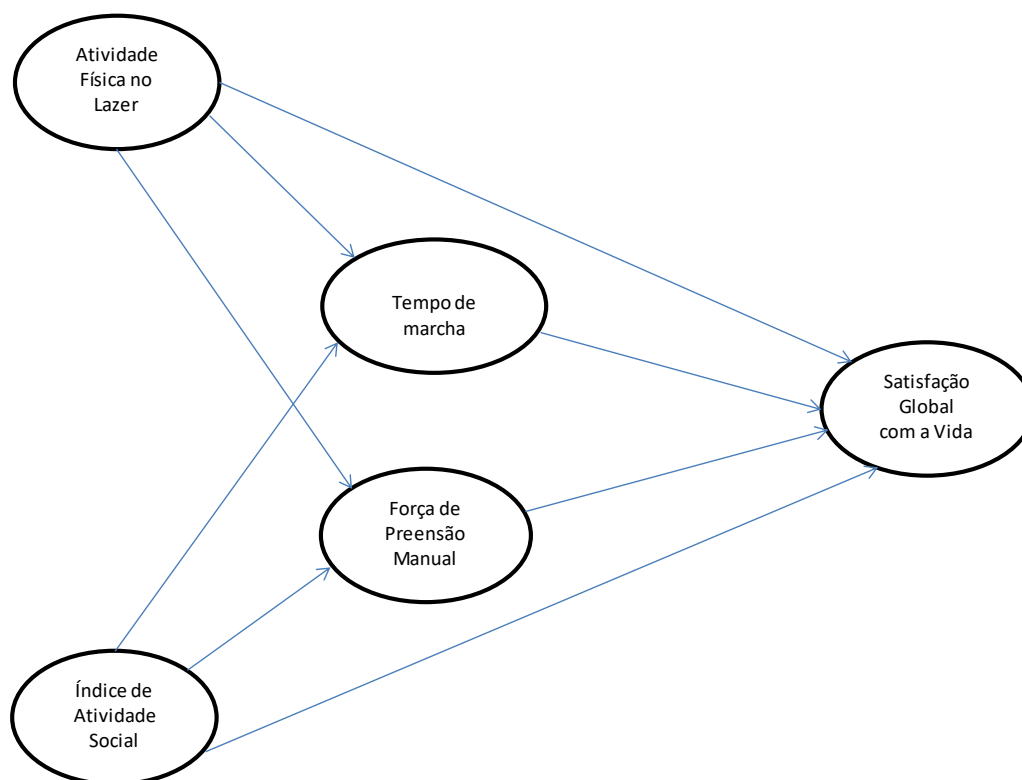 Atividade
Física no
Lazer
Tempo de
marcha
Satisfação
Global
com a Vida
Força de
Preensão
Manual
Índice de
Atividade
Social